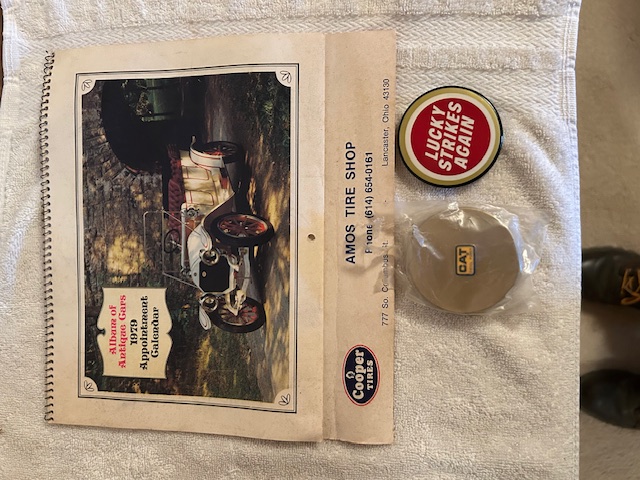 Album of
Antique Cars
1979
Appointment
Calendar
AMOS TIRE SHOP
Phone (614) 654-0161
777 So. Columbus St. - Lancaster, Ohio 43130
Cooper
TIRES
LUCKY
STRIKES
AGAIN
CAT